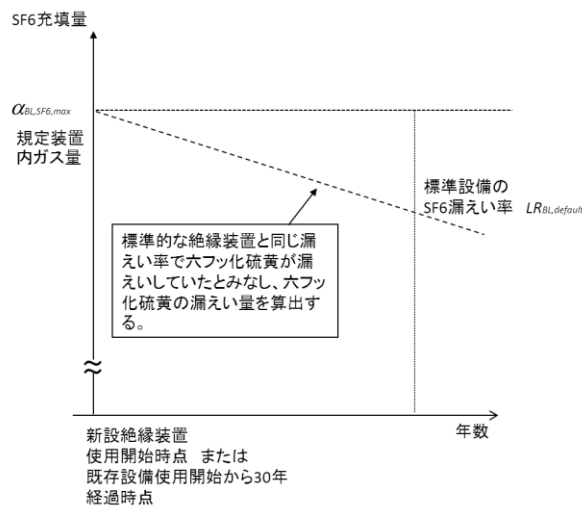 SF6充填量
αBL,SF6,max
規定装置
内ガス量
標準設備の
SF6漏えい率 LRBL,default
標準的な絶縁装置と同じ漏
えい率で六フッ化硫黄が漏
えいしていたとみなし、六フッ
化硫黄の漏えい量を算出す
る。
年数
新設絶縁装置
使用開始時点 または
既存設備使用開始から30年
経過時点